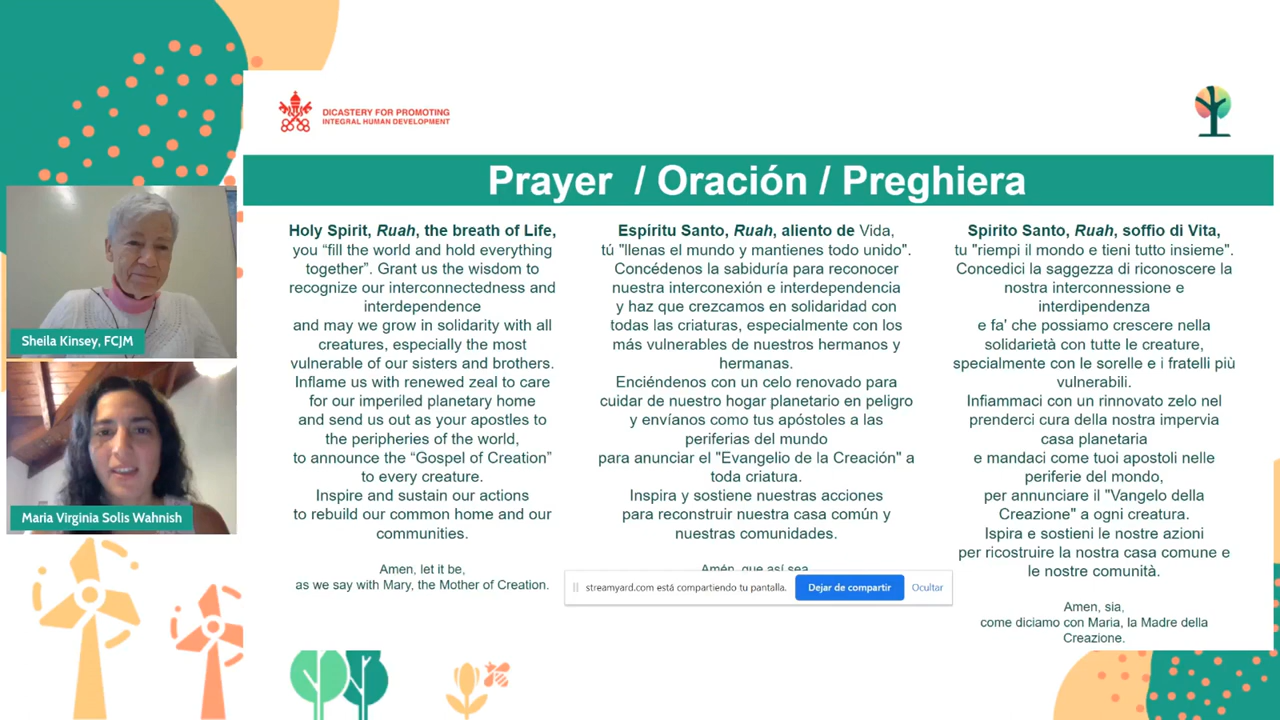 DICASTERY FOR PROMOTING
INTEGRAL HUMAN DEVELOPMENT
Prayer / Oración / Preghiera
Holy Spirit, Ruah, the breath of Life,
you “fill the world and hold everything
together”. Grant us the wisdom to
recognize our interconnectedness and
interdependence
and may we grow in solidarity with all
creatures, especially the most
vulnerable of our sisters and brothers.
Inflame us with renewed zeal to care
for our imperiled planetary home
and send us out as your apostles to
the peripheries of the world,
to announce the “Gospel of Creation”
to every creature.
Inspire and sustain our actions
to rebuild our common home and our
communities.
Amen, let it be,
as we say with Mary, the Mother of Creation.
Espiritu Santo, Ruah, aliento de Vida,
tú "llenas el mundo y mantienes todo unido".
Concédenos la sabiduría para reconocer
nuestra interconexión e interdependencia
y haz que crezcamos en solidaridad con
todas las criaturas, especialmente con los
más vulnerables de nuestros hermanos y
hermanas.
Enciéndenos con un celo renovado para
cuidar de nuestro hogar planetario en peligro
y envíanos como tus apóstoles a las
periferias del mundo
para anunciar el "Evangelio de la Creación" a
toda criatura.
Inspira y sostiene nuestras acciones
para reconstruir nuestra casa común y
nuestras comunidades.
Amén, que así sea
Spirito Santo, Ruah, soffio di Vita,
tu "riempi il mondo e tieni tutto insieme".
Concedici la saggezza di riconoscere la
nostra interconnessione e
interdipendenza
e fa' che possiamo crescere nella
solidarietà con tutte le creature,
specialmente con le sorelle e i fratelli più
vulnerabili.
Infiammaci con un rinnovato zelo nel
prenderci cura della nostra impervia
casa planetaria
e mandaci come tuoi apostoli nelle
periferie del mondo,
per annunciare il "Vangelo della
Creazione" a ogni creatura.
Ispira e sostieni le nostre azioni
per ricostruire la nostra casa comune e
le nostre comunità.
Amen, sia,
come diciamo con Maria, la Madre della
Creazione.
streamyard.com está compartiendo tu pantalla.
Dejar de compartir
Ocultar
Sheila Kinsey, FCJM
Maria Virginia Solis Wahnish